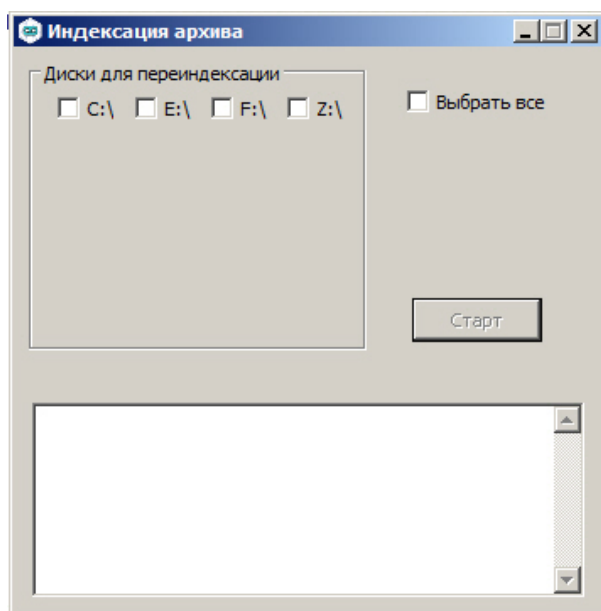 Индексация архива
Диски для переиндексации
C:\ E:\ F:\ Z:\
Выбрать все
Старт